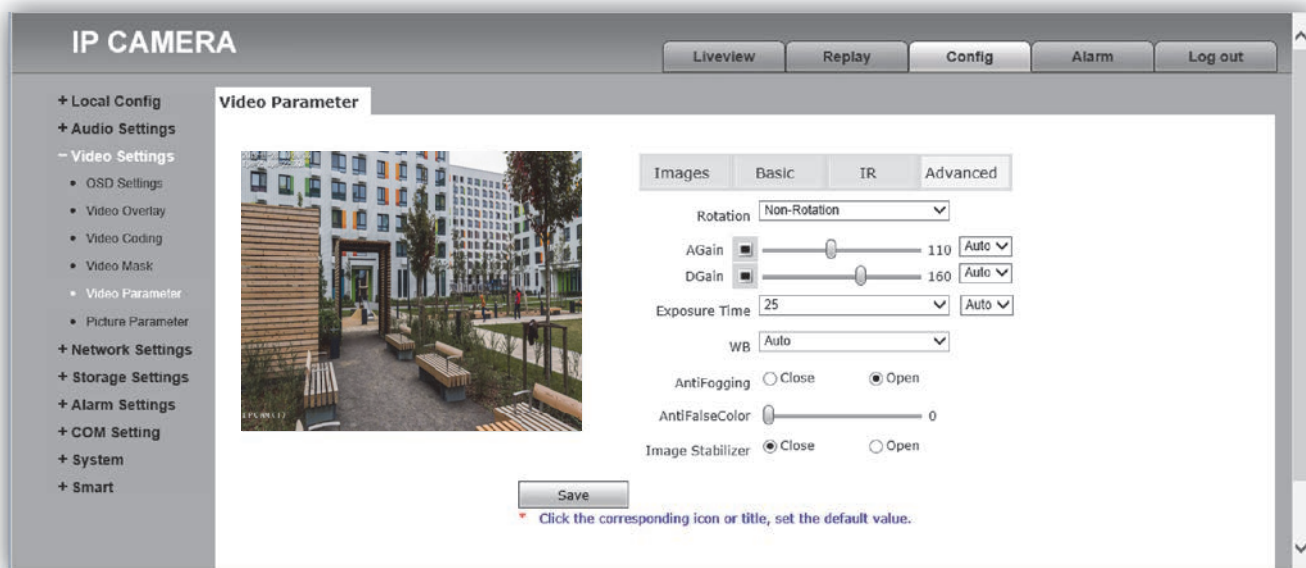 IP CAMERA
Liveview Replay Config Alarm Log out
+ Local Config
+ Audio Settings
− Video Settings
• OSD Settings
• Video Overlay
• Video Coding
• Video Mask
• Video Parameter
• Picture Parameter
+ Network Settings
+ Storage Settings
+ Alarm Settings
+ COM Setting
+ System
+ Smart
Video Parameter
Images Basic IR Advanced
Rotation Non-Rotation
AGain 110 Auto
DGain 160 Auto
Exposure Time 25 Auto
WB Auto
AntiFogging Close Open
AntiFalseColor 0
Image Stabilizer Close Open
Save
* Click the corresponding icon or title, set the default value.